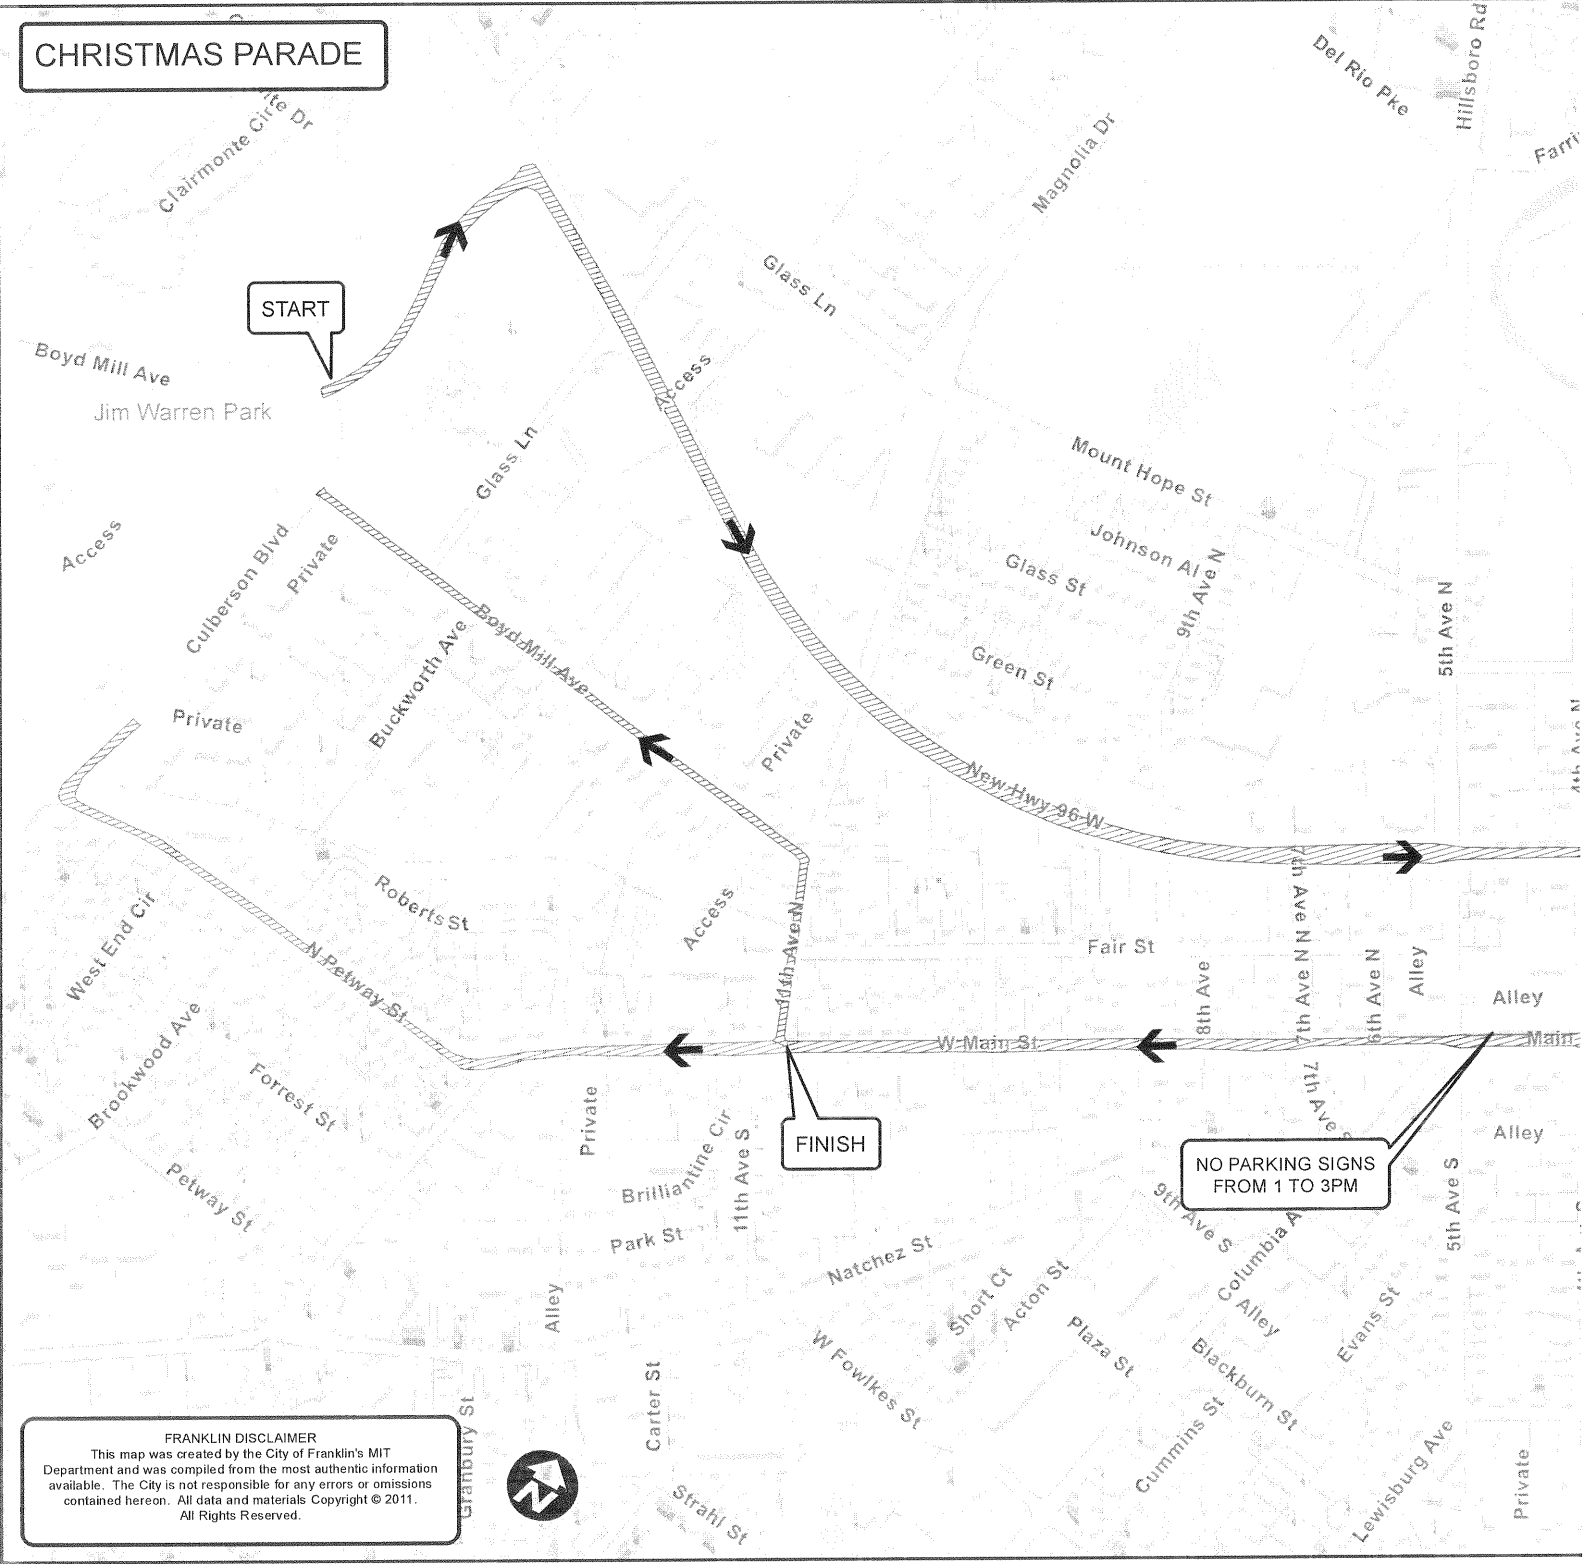 CHRISTMAS PARADE
Clairmonte Cir
Dr
Magnolia Dr
Del Rio Pke
Hillsboro Rd
Glass Ln
START
Boyd Mill Ave
Jim Warren Park
Access
Glass Ln
Mount Hope St
Johnson Al
Glass St
9th Ave N
Access
Culberson Blvd
Private
Boyd Mill Ave
Buckworth Ave
Green St
5th Ave N
Private
Private
New Hwy 96 W
4th Ave N
7th Ave N
Roberts St
Access
11th Ave N
West End Cir
N Petway St
Fair St
8th Ave
N
7th Ave N
6th Ave N
Alley
Alley
W Main St
Main
Brookwood Ave
Forrest St
Private
FINISH
7th Ave S
Alley
NO PARKING SIGNS
FROM 1 TO 3PM
Petway St
Brilliantine Cir
11th Ave S
Park St
9th Ave S
Columbia A
5th Ave S
Natchez St
Short Ct
Acton St
Alley
Alley
Evans St
Plaza St
Blackburn St
W Fowlkes St
Carter St
Cummins St
Granbury St
Lewisburg Ave
Private
Strahl St
FRANKLIN DISCLAIMER
This map was created by the City of Franklin's MIT
Department and was compiled from the most authentic information
available. The City is not responsible for any errors or omissions
contained hereon. All data and materials Copyright © 2011.
All Rights Reserved.
N